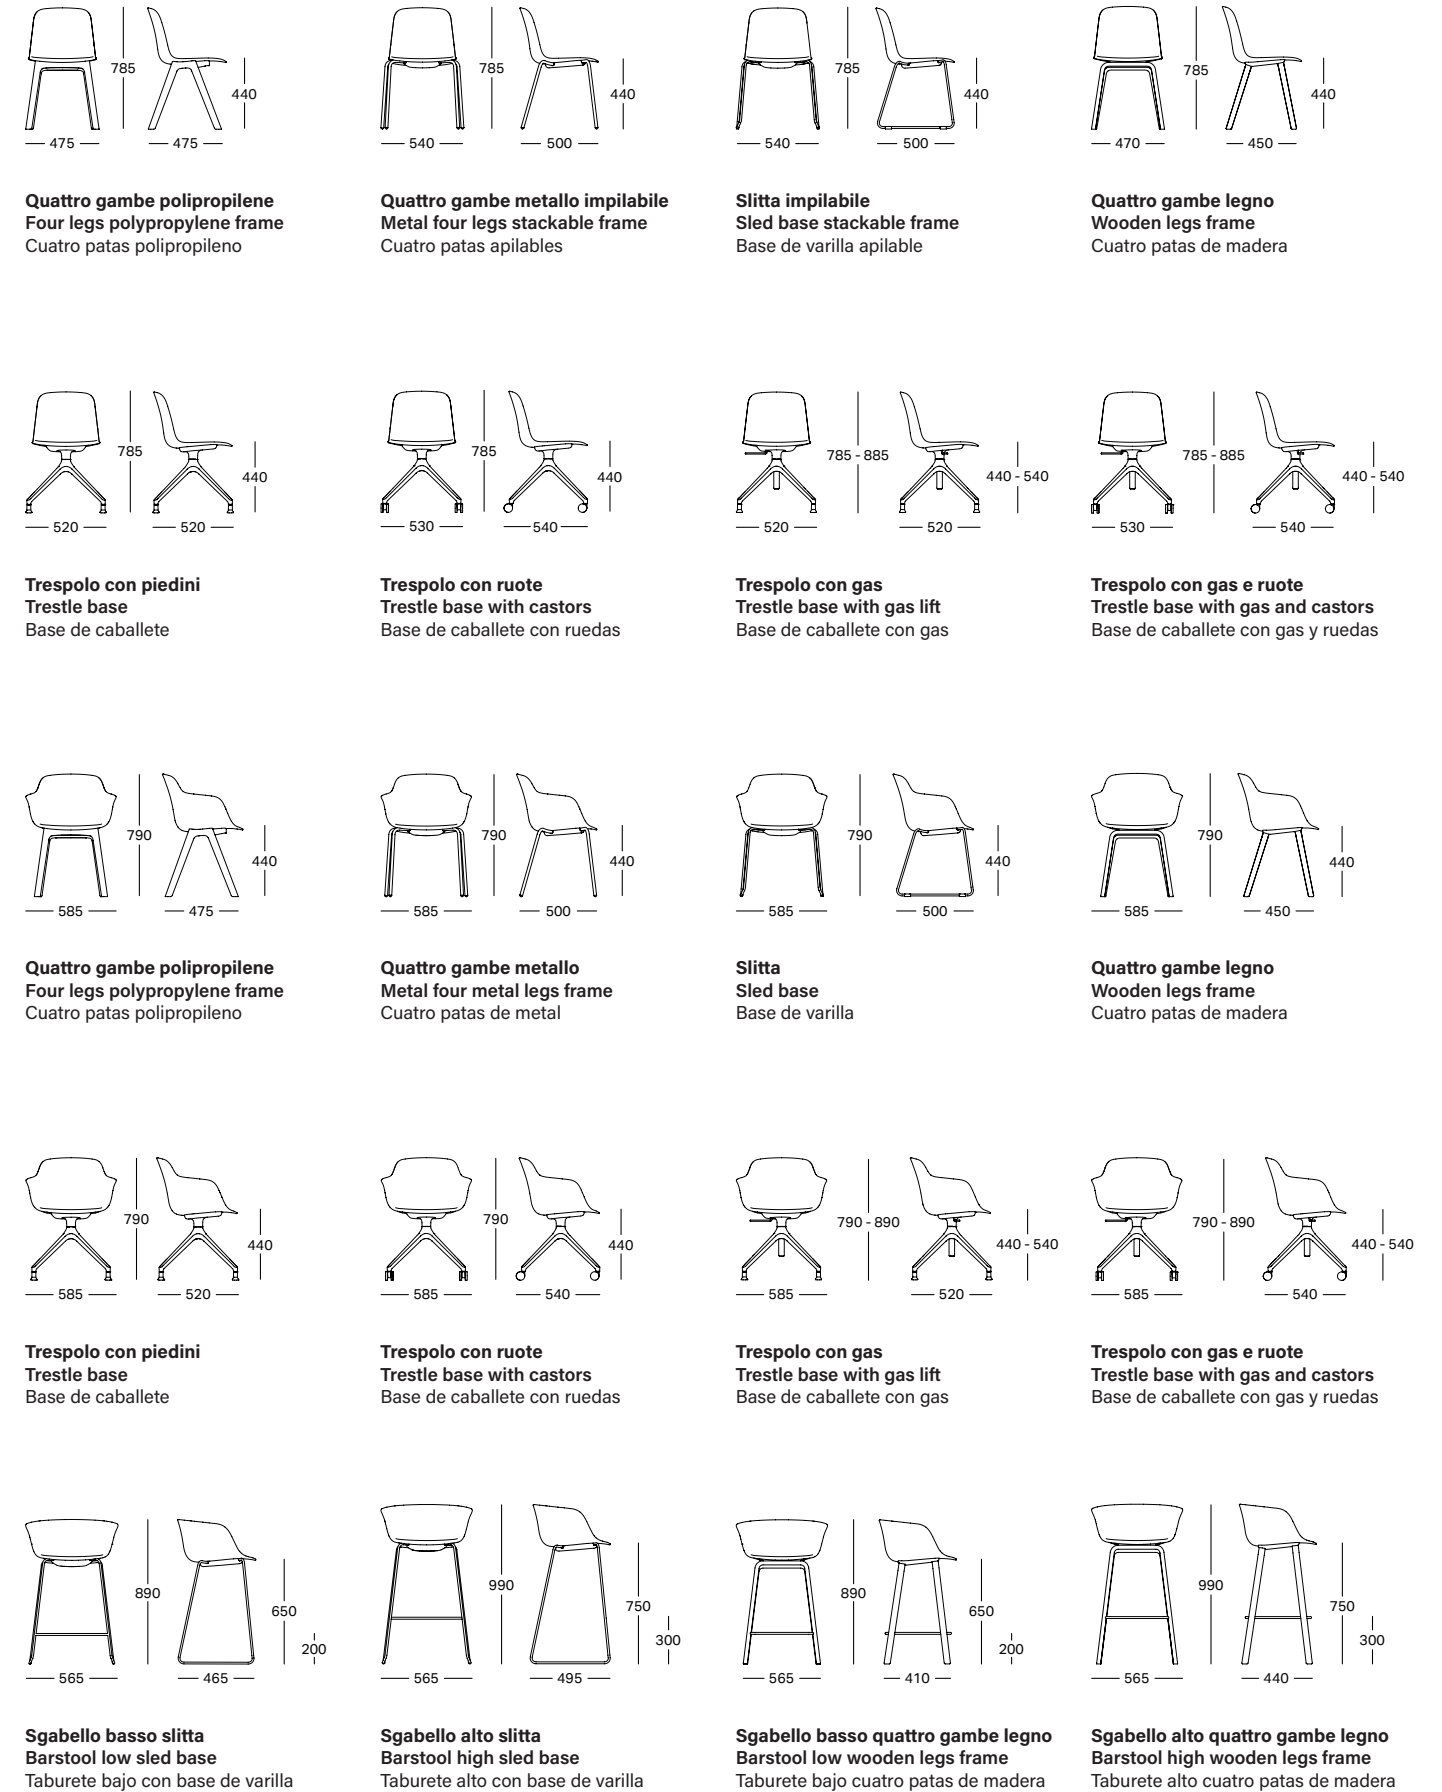 785
440
475
475
Quattro gambe polipropilene
Four legs polypropylene frame
Cuatro patas polipropileno
785
440
540
500
Quattro gambe metallo impilabile
Metal four legs stackable frame
Cuatro patas apilables
785
440
540
500
Slitta impilabile
Sled base stackable frame
Base de varilla apilable
785
440
470
450
Quattro gambe legno
Wooden legs frame
Cuatro patas de madera
785
440
520
520
Trespolo con piedini
Trestle base
Base de caballete
785
440
530
540
Trespolo con ruote
Trestle base with castors
Base de caballete con ruedas
785 - 885
440 - 540
520
520
Trespolo con gas
Trestle base with gas lift
Base de caballete con gas
785 - 885
440 - 540
530
540
Trespolo con gas e ruote
Trestle base with gas and castors
Base de caballete con gas y ruedas
790
440
585
475
Quattro gambe polipropilene
Four legs polypropylene frame
Cuatro patas polipropileno
790
440
585
500
Quattro gambe metallo
Metal four metal legs frame
Cuatro patas de metal
790
440
585
500
Slitta
Sled base
Base de varilla
790
440
585
450
Quattro gambe legno
Wooden legs frame
Cuatro patas de madera
790
440
585
520
Trespolo con piedini
Trestle base
Base de caballete
790
440
585
540
Trespolo con ruote
Trestle base with castors
Base de caballete con ruedas
790 - 890
440 - 540
585
520
Trespolo con gas
Trestle base with gas lift
Base de caballete con gas
790 - 890
440 - 540
585
540
Trespolo con gas e ruote
Trestle base with gas and castors
Base de caballete con gas y ruedas
890
650
200
565
465
Sgabello basso slitta
Barstool low sled base
Taburete bajo con base de varilla
990
750
300
565
495
Sgabello alto slitta
Barstool high sled base
Taburete alto con base de varilla
890
650
200
565
410
Sgabello basso quattro gambe legno
Barstool low wooden legs frame
Taburete bajo cuatro patas de madera
990
750
300
565
440
Sgabello alto quattro gambe legno
Barstool high wooden legs frame
Taburete alto cuatro patas de madera